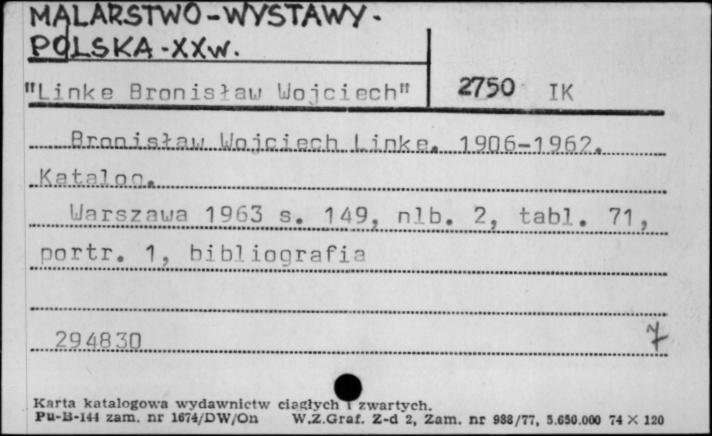 MALARSTWO-WYSTAWY-
POLSKA-XXw.
"Linke Bronisław Wojciech" 2750 IK
Bronisław Wojciech Linke. 1906-1962.
Katalog.
Warszawa 1963 s. 149, nlb. 2, tabl. 71,
portr. 1, bibliografia
294830 7
Karta katalogowa wydawnictw ciągłych i zwartych.
Pu-B-144 zam. nr 1674/DW/On W.Z.Graf. Z-d 2, Zam. nr 988/77, 5.650.000 74 × 120